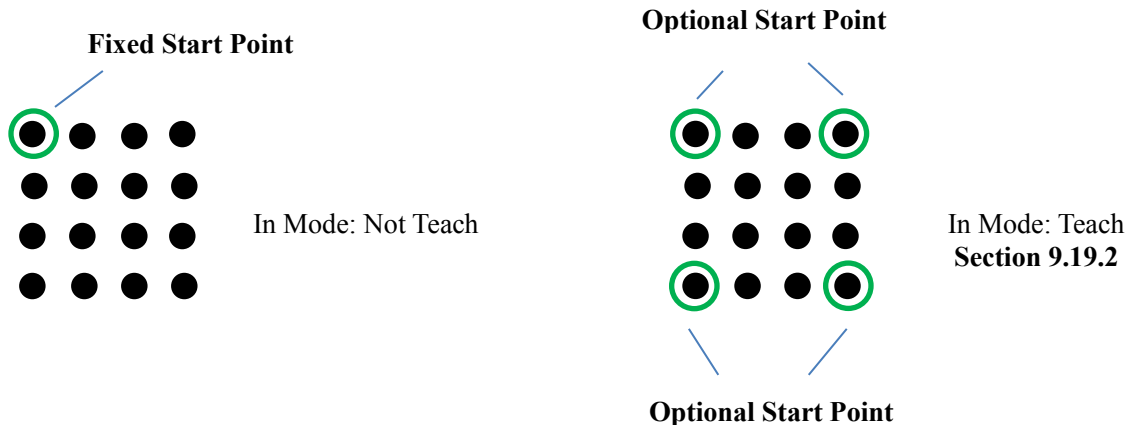 Fixed Start Point
In Mode: Not Teach
Optional Start Point
In Mode: Teach
Section 9.19.2
Optional Start Point